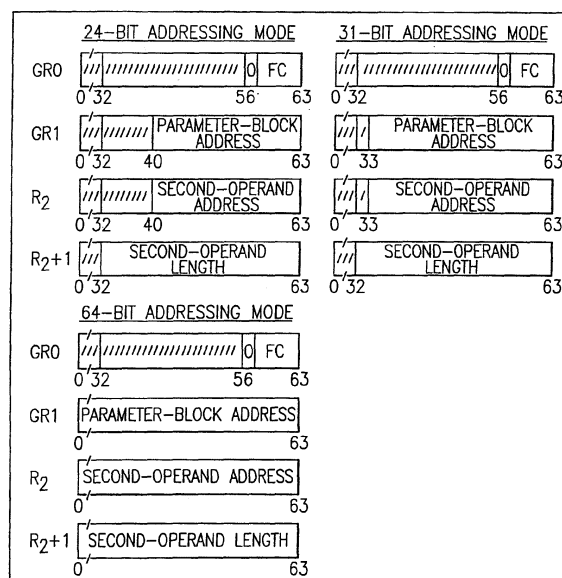 24-BIT ADDRESSING MODE
GR0 /// //////////////////////// 0 FC
0 32 56 63
GR1 /// //////// PARAMETER-BLOCK ADDRESS
0 32 40 63
R2 /// //////// SECOND-OPERAND ADDRESS
0 32 40 63
R2+1 /// SECOND-OPERAND LENGTH
0 32 63
31-BIT ADDRESSING MODE
/// //////////////////////// 0 FC
0 32 56 63
/// / PARAMETER-BLOCK ADDRESS
0 33 63
/// / SECOND-OPERAND ADDRESS
0 33 63
/// SECOND-OPERAND LENGTH
0 32 63
64-BIT ADDRESSING MODE
GR0 /// //////////////////////// 0 FC
0 32 56 63
GR1 PARAMETER-BLOCK ADDRESS
0 63
R2 SECOND-OPERAND ADDRESS
0 63
R2+1 SECOND-OPERAND LENGTH
0 63